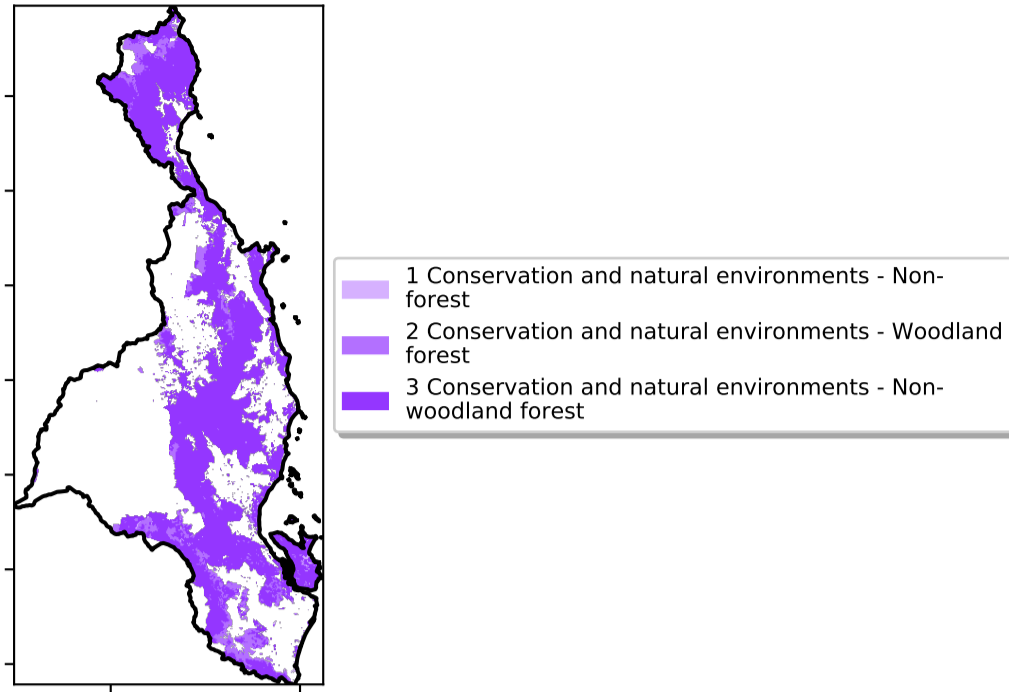 1 Conservation and natural environments - Non-
forest
2 Conservation and natural environments - Woodland
forest
3 Conservation and natural environments - Non-
woodland forest